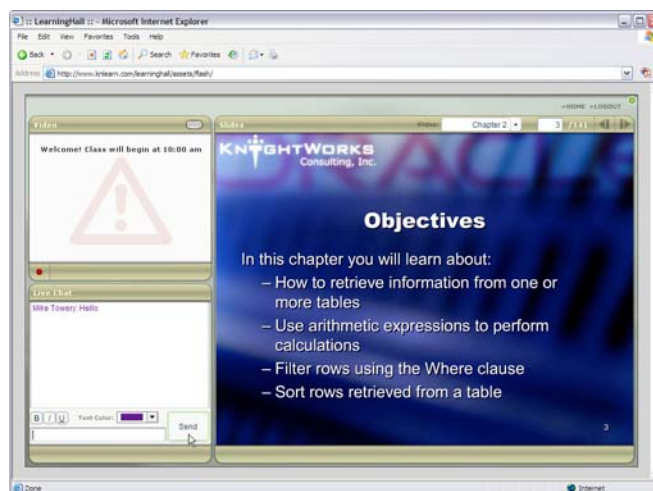 :: LearningHall :: - Microsoft Internet Explorer
File Edit View Favorites Tools Help
Back Search Favorites
Address http://www.knlearn.com/learninghall/assets/flash/
»HOME »LOGOUT
Video
Slides Slides: Chapter 2 3 /141
Welcome! Class will begin at 10:00 am
KNIGHTWORKS
Consulting, Inc.
ORACLE
Objectives
In this chapter you will learn about:
– How to retrieve information from one or
more tables
– Use arithmetic expressions to perform
calculations
– Filter rows using the Where clause
– Sort rows retrieved from a table
3
Live Chat
Mike Towery: Hello
B I U Text Color: Send
Done Internet